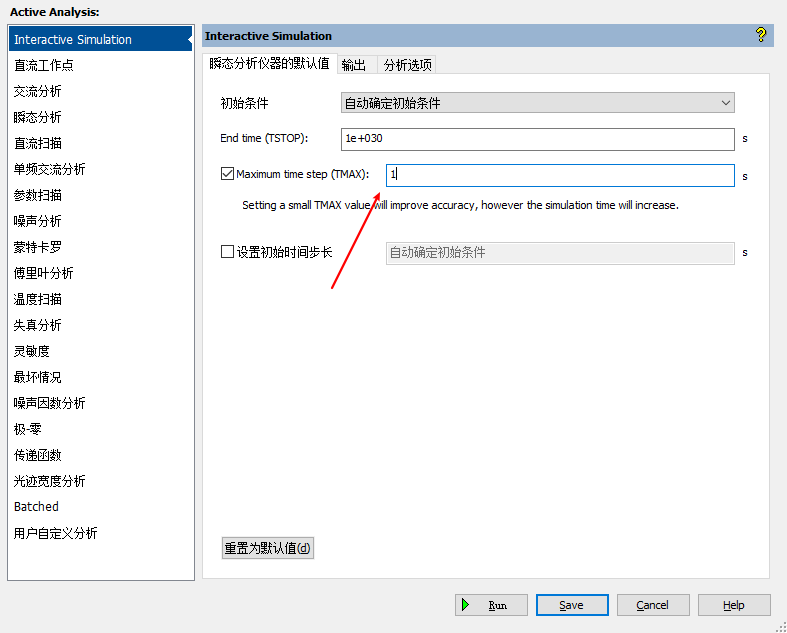 Active Analysis:
Interactive Simulation
直流工作点
交流分析
瞬态分析
直流扫描
单频交流分析
参数扫描
噪声分析
蒙特卡罗
傅里叶分析
温度扫描
失真分析
灵敏度
最坏情况
噪声因数分析
极-零
传递函数
光迹宽度分析
Batched
用户自定义分析
Interactive Simulation ?
瞬态分析仪器的默认值 输出 分析选项
初始条件 自动确定初始条件
End time (TSTOP): 1e+030 s
Maximum time step (TMAX): 1 s
Setting a small TMAX value will improve accuracy, however the simulation time will increase.
设置初始时间步长 自动确定初始条件 s
重置为默认值(d)
Run Save Cancel Help